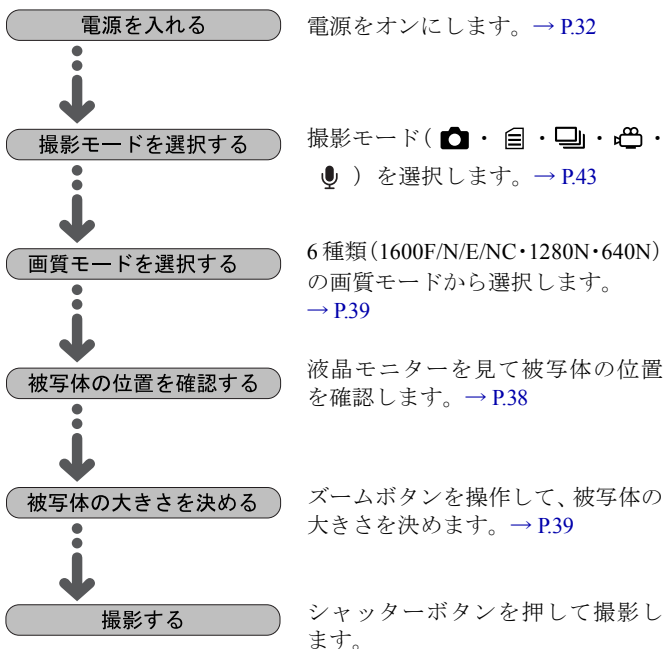 電源を入れる
電源をオンにします。→ P.32
撮影モードを選択する
撮影モード(・・・・
)を選択します。→ P.43
画質モードを選択する
6種類(1600F/N/E/NC・1280N・640N)
の画質モードから選択します。
→ P.39
被写体の位置を確認する
液晶モニターを見て被写体の位置
を確認します。→ P.38
被写体の大きさを決める
ズームボタンを操作して、被写体の
大きさを決めます。→ P.39
撮影する
シャッターボタンを押して撮影し
ます。